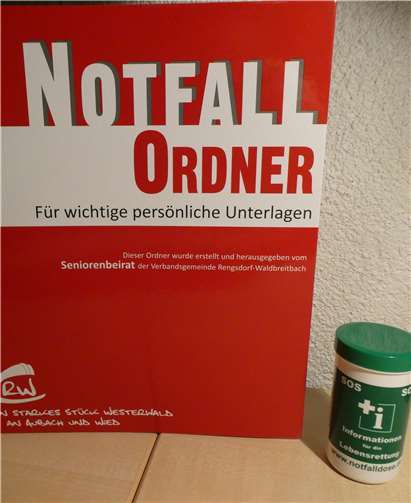 NOTFALL
ORDNER
Für wichtige persönliche Unterlagen
Dieser Ordner wurde erstellt und herausgegeben vom
Seniorenbeirat der Verbandsgemeinde Rengsdorf-Waldbreitbach
RW
N STARKES STÜCK WESTERWALD
AN AUBACH UND WIED
SOS
i
Informationen
für die
Lebensrettung
www.notfalldose.